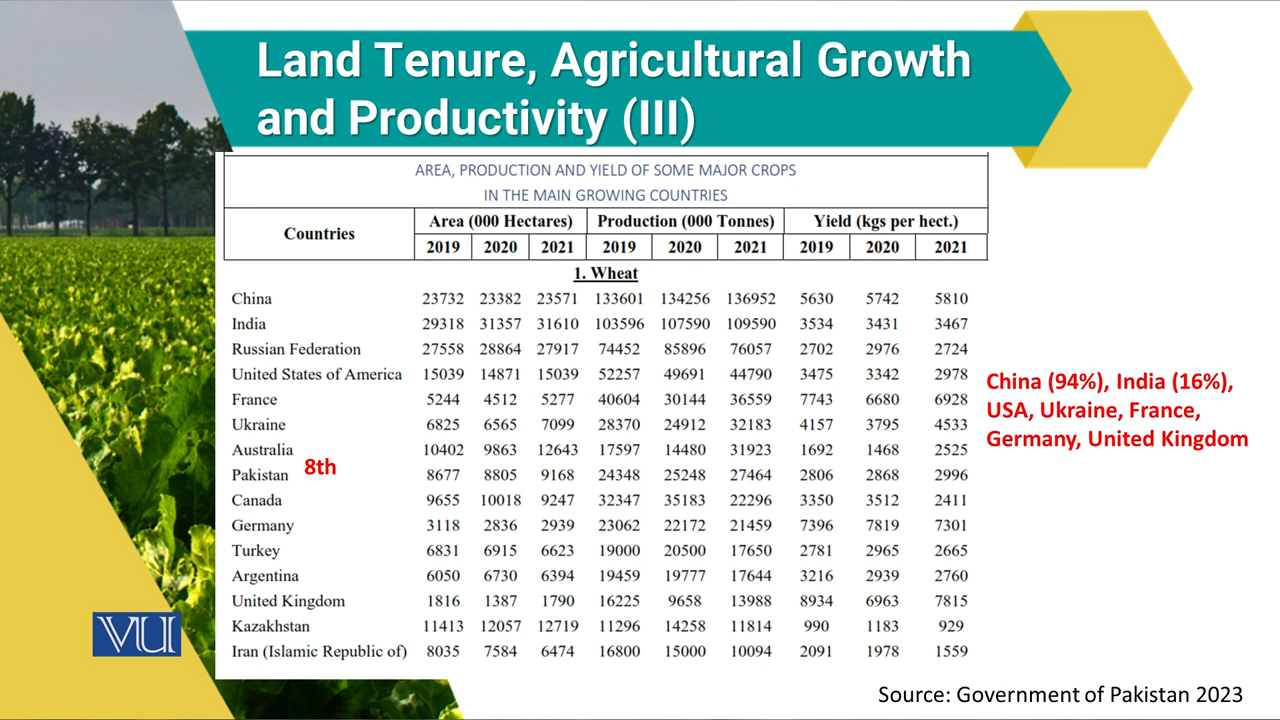 Land Tenure, Agricultural Growth
and Productivity (III)
AREA, PRODUCTION AND YIELD OF SOME MAJOR CROPS
IN THE MAIN GROWING COUNTRIES
Countries Area (000 Hectares) Production (000 Tonnes) Yield (kgs per hect.)
2019 2020 2021 2019 2020 2021 2019 2020 2021
1. Wheat
China 23732 23382 23571 133601 134256 136952 5630 5742 5810
India 29318 31357 31610 103596 107590 109590 3534 3431 3467
Russian Federation 27558 28864 27917 74452 85896 76057 2702 2976 2724
United States of America 15039 14871 15039 52257 49691 44790 3475 3342 2978
France 5244 4512 5277 40604 30144 36559 7743 6680 6928
Ukraine 6825 6565 7099 28370 24912 32183 4157 3795 4533
Australia 10402 9863 12643 17597 14480 31923 1692 1468 2525
8th
Pakistan 8677 8805 9168 24348 25248 27464 2806 2868 2996
Canada 9655 10018 9247 32347 35183 22296 3350 3512 2411
Germany 3118 2836 2939 23062 22172 21459 7396 7819 7301
Turkey 6831 6915 6623 19000 20500 17650 2781 2965 2665
Argentina 6050 6730 6394 19459 19777 17644 3216 2939 2760
United Kingdom 1816 1387 1790 16225 9658 13988 8934 6963 7815
Kazakhstan 11413 12057 12719 11296 14258 11814 990 1183 929
Iran (Islamic Republic of) 8035 7584 6474 16800 15000 10094 2091 1978 1559
China (94%), India (16%),
USA, Ukraine, France,
Germany, United Kingdom
VU
Source: Government of Pakistan 2023